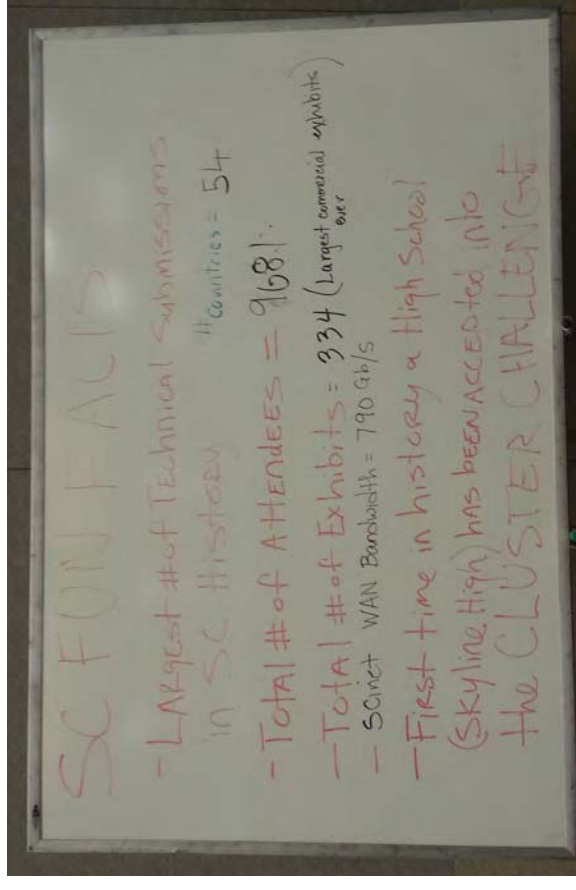 SC FUN FACTS
- LARgest # of Technical Submissions
in SC HistoRy
# countries = 54
- TotAl # of AttendEES = 9681
- TotAl # of Exhibits = 334 (Largest commercial exhibits ever)
- SCinet WAN Bandwidth = 790 Gb/s
- FiRst time in histoRy a High School
(Skyline High) hAs BEEN ACCEPted into
the CLUSTER CHALLENGE